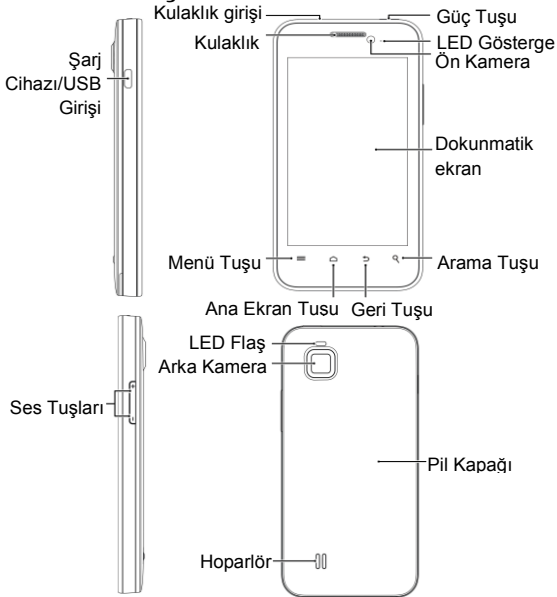 Kulaklık girişi
Güç Tuşu
Kulaklık
LED Gösterge
Ön Kamera
Şarj
Cihazı/USB
Girişi
Dokunmatik
ekran
Menü Tuşu
Arama Tuşu
Ana Ekran Tuşu
Geri Tuşu
LED Flaş
Arka Kamera
Ses Tuşları
Pil Kapağı
Hoparlör